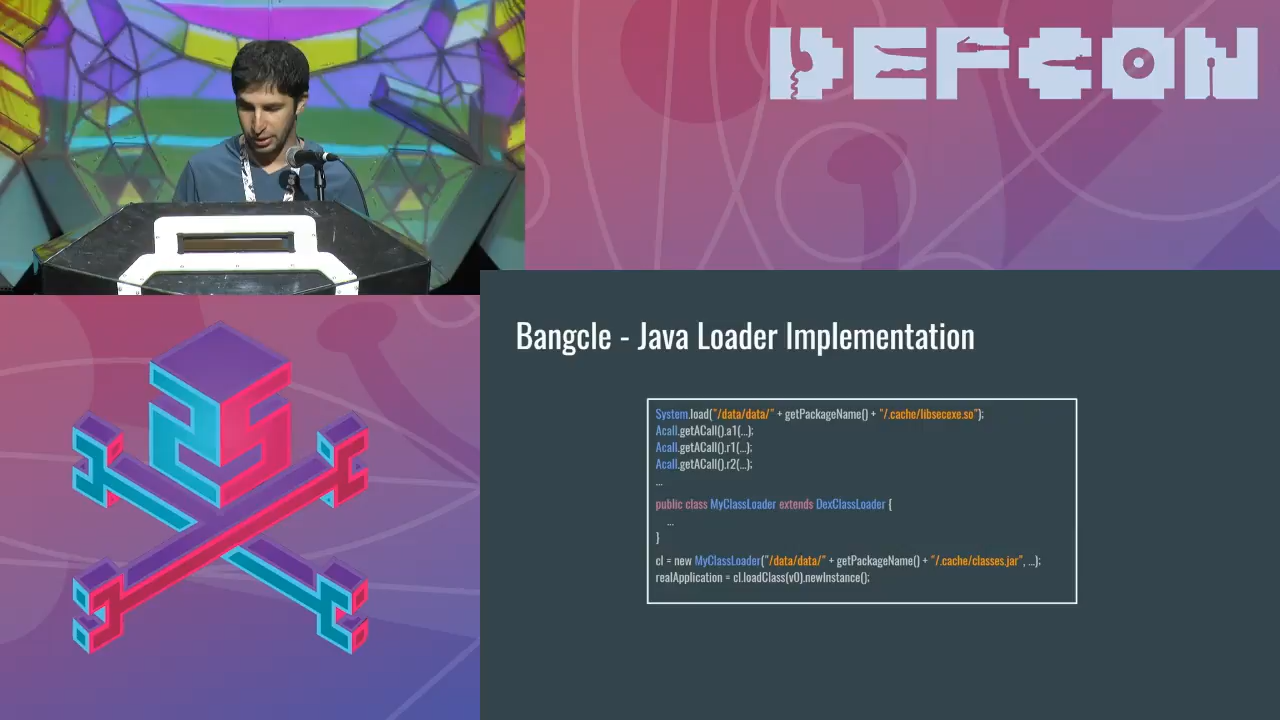 DEFCON
Bangcle - Java Loader Implementation
System.load("/data/data/" + getPackageName() + "/.cache/libsecexe.so");
Acall.getACall().a1(...);
Acall.getACall().r1(...);
Acall.getACall().r2(...);
...
public class MyClassLoader extends DexClassLoader {
...
}
cl = new MyClassLoader("/data/data/" + getPackageName() + "/.cache/classes.jar", ...);
realApplication = cl.loadClass(v0).newInstance();